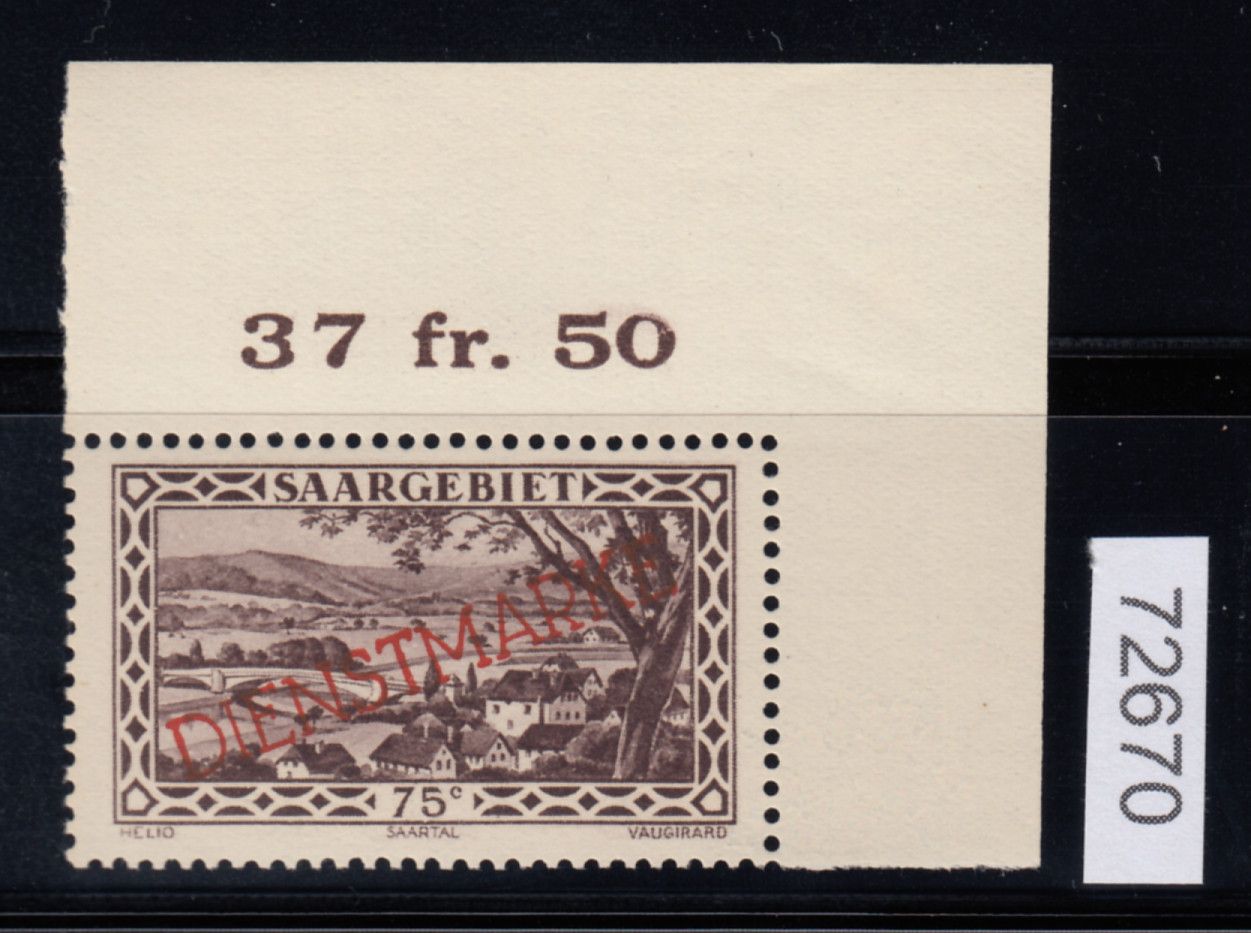 37 fr. 50
SAARGEBIET
DIENSTMARKE
75c
HELIO SAARTAL VAUGIRARD
72670